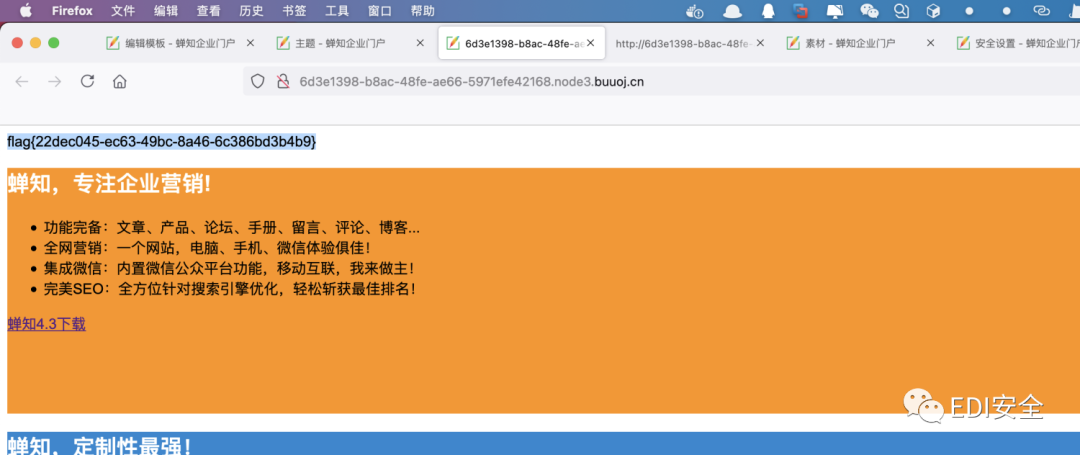 Firefox 文件 编辑 查看 历史 书签 工具 窗口 帮助
编辑模板 - 蝉知企业门户
主题 - 蝉知企业门户
6d3e1398-b8ac-48fe-ae
http://6d3e1398-b8ac-48fe-
素材 - 蝉知企业门户
安全设置 - 蝉知企业门户
6d3e1398-b8ac-48fe-ae66-5971efe42168.node3.buuoj.cn
flag{22dec045-ec63-49bc-8a46-6c386bd3b4b9}
蝉知，专注企业营销!
功能完备：文章、产品、论坛、手册、留言、评论、博客...
全网营销：一个网站，电脑、手机、微信体验俱佳!
集成微信：内置微信公众平台功能，移动互联，我来做主!
完美SEO：全方位针对搜索引擎优化，轻松斩获最佳排名!
蝉知4.3下载
EDI安全
蝉知，定制性最强!